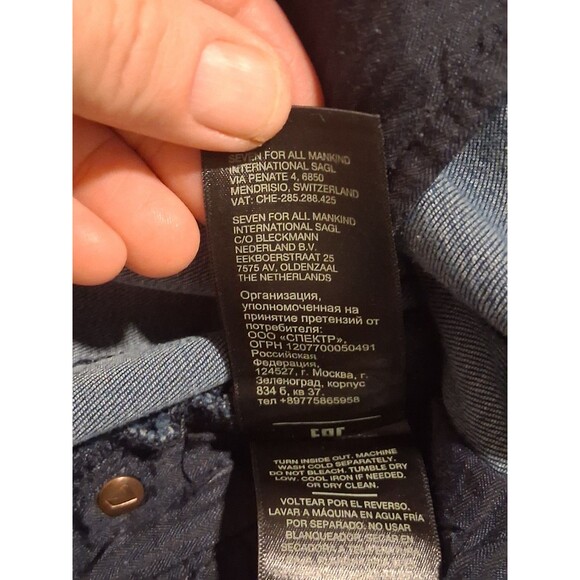 SEVEN FOR ALL MANKIND
INTERNATIONAL SAGL
VIA PENATE 4, 6850
MENDRISIO, SWITZERLAND
VAT: CHE-285.288.425
SEVEN FOR ALL MANKIND
INTERNATIONAL SAGL
C/O BLECKMANN
NEDERLAND B.V.
EEKBOERSTRAAT 25
7575 AV, OLDENZAAL
THE NETHERLANDS
Организация,
уполномоченная на
принятие претензий от
потребителя:
ООО «СПЕКТР»,
ОГРН 1207700050491
Российская
Федерация,
124527, г. Москва, г.
Зеленоград, корпус
834 б, кв 37.
тел +89775865958
EAC
TURN INSIDE OUT. MACHINE
WASH COLD SEPARATELY.
DO NOT BLEACH. TUMBLE DRY
LOW. COOL IRON IF NEEDED.
OR DRY CLEAN.
VOLTEAR POR EL REVERSO.
LAVAR A MÁQUINA EN AGUA FRÍA
POR SEPARADO. NO USAR
BLANQUEADOR. SECAR EN
SECADORA A